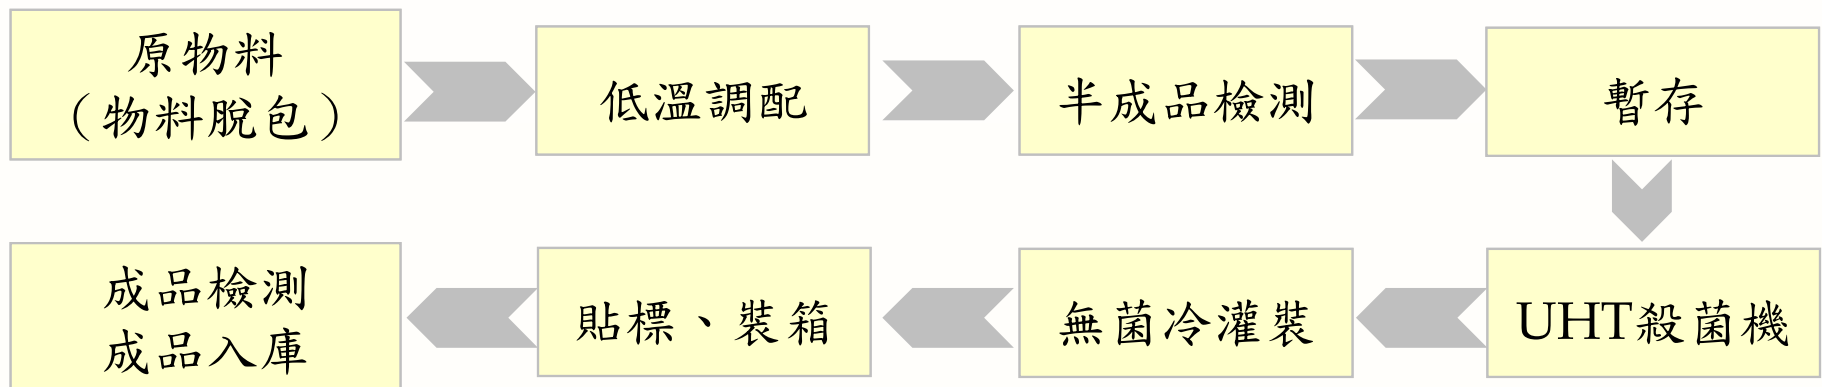 原物料
（物料脫包）
低溫調配
半成品檢測
暫存
UHT殺菌機
無菌冷灌裝
貼標、裝箱
成品檢測
成品入庫